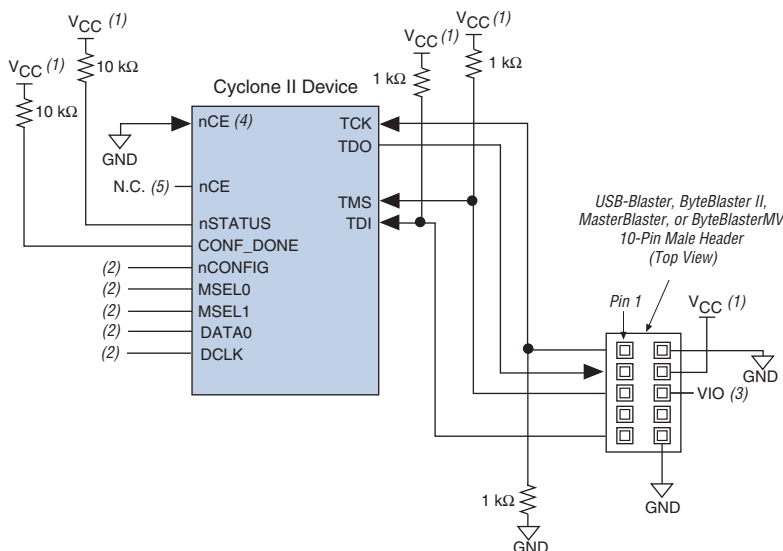 VCC (1)
VCC (1)
10 kΩ
10 kΩ
VCC (1)
VCC (1)
1 kΩ
1 kΩ
Cyclone II Device
nCE (4)
GND
N.C. (5)
nCE
nSTATUS
CONF_DONE
(2) nCONFIG
(2) MSEL0
(2) MSEL1
(2) DATA0
(2) DCLK
TCK
TDO
TMS
TDI
USB-Blaster, ByteBlaster II,
MasterBlaster, or ByteBlasterMV
10-Pin Male Header
(Top View)
Pin 1
VCC (1)
GND
VIO (3)
GND
1 kΩ
GND